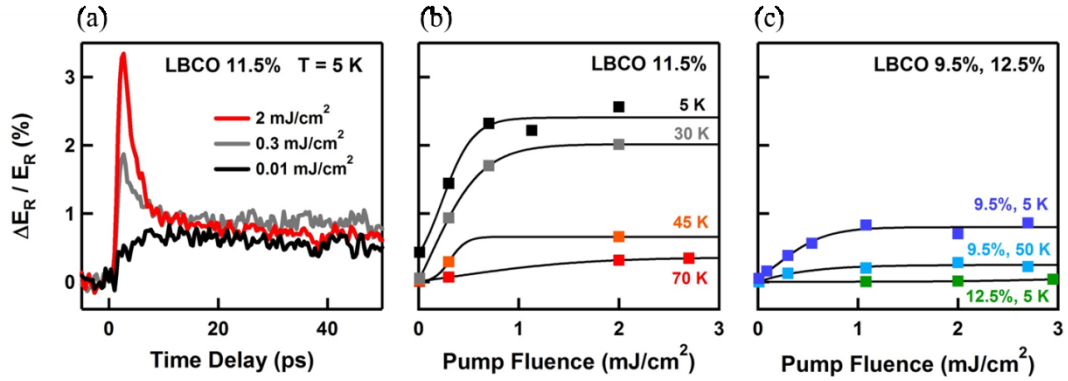 (a)
LBCO 11.5% T = 5 K
2 mJ/cm²
0.3 mJ/cm²
0.01 mJ/cm²
3
2
1
0
ΔE_R / E_R (%)
0 20 40
Time Delay (ps)
(b)
LBCO 11.5%
5 K
30 K
45 K
70 K
0 1 2 3
Pump Fluence (mJ/cm²)
(c)
LBCO 9.5%, 12.5%
9.5%, 5 K
9.5%, 50 K
12.5%, 5 K
0 1 2 3
Pump Fluence (mJ/cm²)